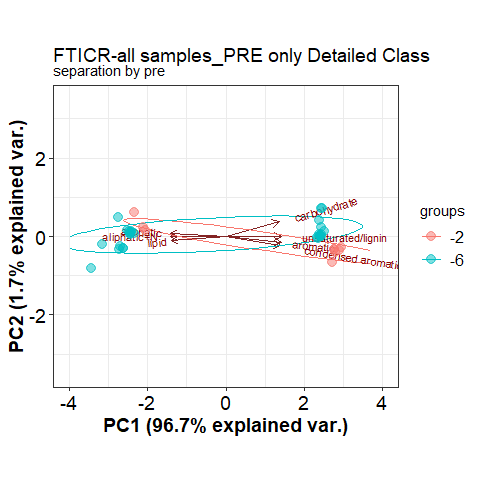 FTICR-all samples_PRE only Detailed Class
separation by pre
PC2 (1.7% explained var.)
2
0
-2
carbohydrate
aliphatic
lipid
unsaturated/lignin
aromatic
condensed aromatic
-4
-2
0
2
4
PC1 (96.7% explained var.)
groups
-2
-6